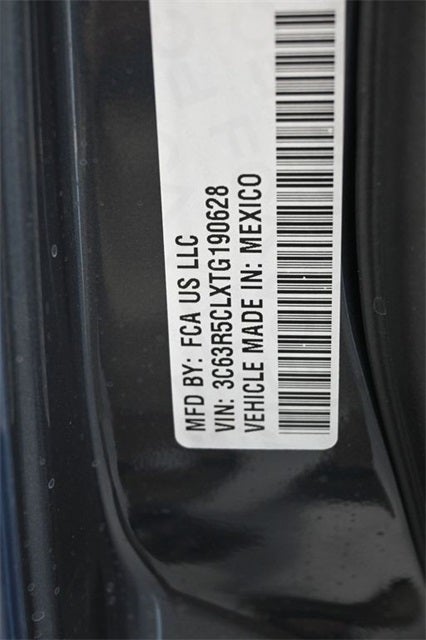 MFD BY: FCA US LLC
VIN: 3C63R5CLXTG190628
VEHICLE MADE IN: MEXICO